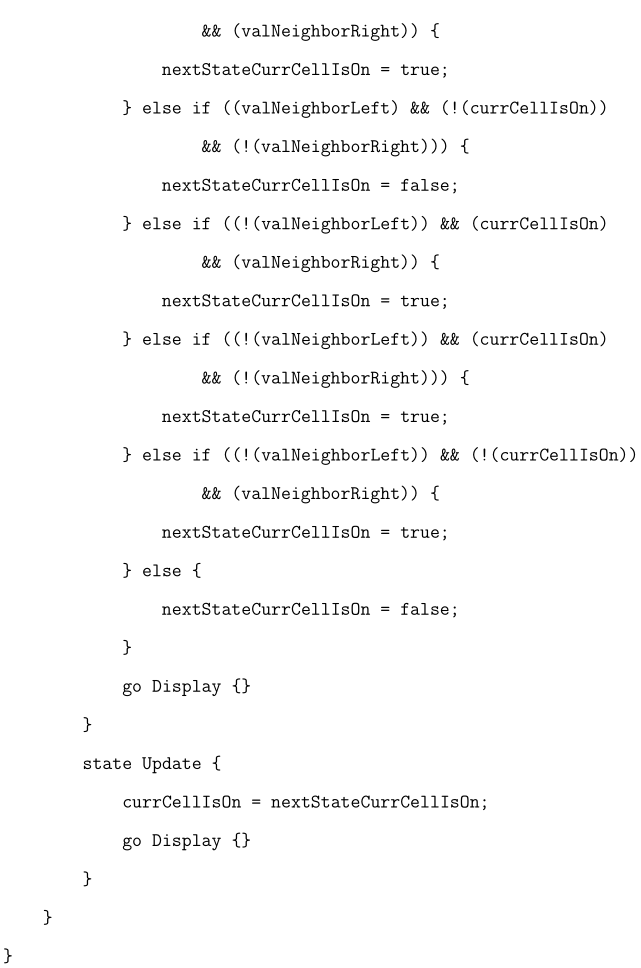 && (valNeighborRight)) {
                nextStateCurrCellIsOn = true;
            } else if ((valNeighborLeft) && (!(currCellIsOn))
                    && (!(valNeighborRight))) {
                nextStateCurrCellIsOn = false;
            } else if ((!(valNeighborLeft)) && (currCellIsOn)
                    && (valNeighborRight)) {
                nextStateCurrCellIsOn = true;
            } else if ((!(valNeighborLeft)) && (currCellIsOn)
                    && (!(valNeighborRight))) {
                nextStateCurrCellIsOn = true;
            } else if ((!(valNeighborLeft)) && (!(currCellIsOn))
                    && (valNeighborRight)) {
                nextStateCurrCellIsOn = true;
            } else {
                nextStateCurrCellIsOn = false;
            }
            go Display {}
        }
        state Update {
            currCellIsOn = nextStateCurrCellIsOn;
            go Display {}
        }
    }
}